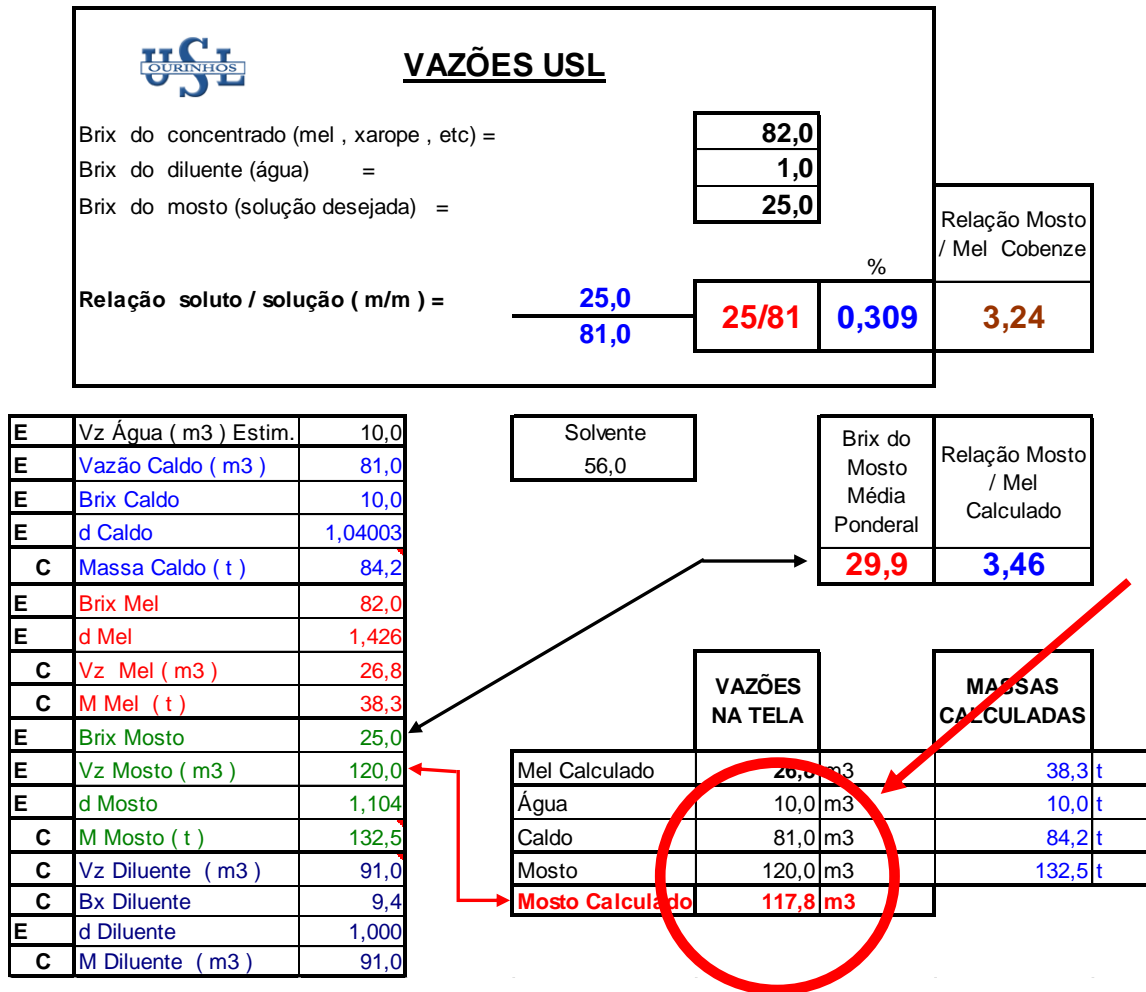 USL
OURINHOS
VAZÕES USL
Brix do concentrado (mel , xarope , etc) = 82,0
Brix do diluente (água) = 1,0
Brix do mosto (solução desejada) = 25,0
Relação Mosto
/ Mel Cobenze
%
Relação soluto / solução ( m/m ) = 25,0
81,0
25/81 0,309 3,24
E Vz Água ( m3 ) Estim. 10,0
E Vazão Caldo ( m3 ) 81,0
E Brix Caldo 10,0
E d Caldo 1,04003
C Massa Caldo ( t ) 84,2
E Brix Mel 82,0
E d Mel 1,426
C Vz Mel ( m3 ) 26,8
C M Mel ( t ) 38,3
E Brix Mosto 25,0
E Vz Mosto ( m3 ) 120,0
E d Mosto 1,104
C M Mosto ( t ) 132,5
C Vz Diluente ( m3 ) 91,0
C Bx Diluente 9,4
E d Diluente 1,000
C M Diluente ( m3 ) 91,0
Solvente
56,0
Brix do
Mosto
Média
Ponderal
29,9
Relação Mosto
/ Mel
Calculado
3,46
VAZÕES
NA TELA
MASSAS
CALCULADAS
Mel Calculado 26,8 m3 38,3 t
Água 10,0 m3 10,0 t
Caldo 81,0 m3 84,2 t
Mosto 120,0 m3 132,5 t
Mosto Calculado 117,8 m3